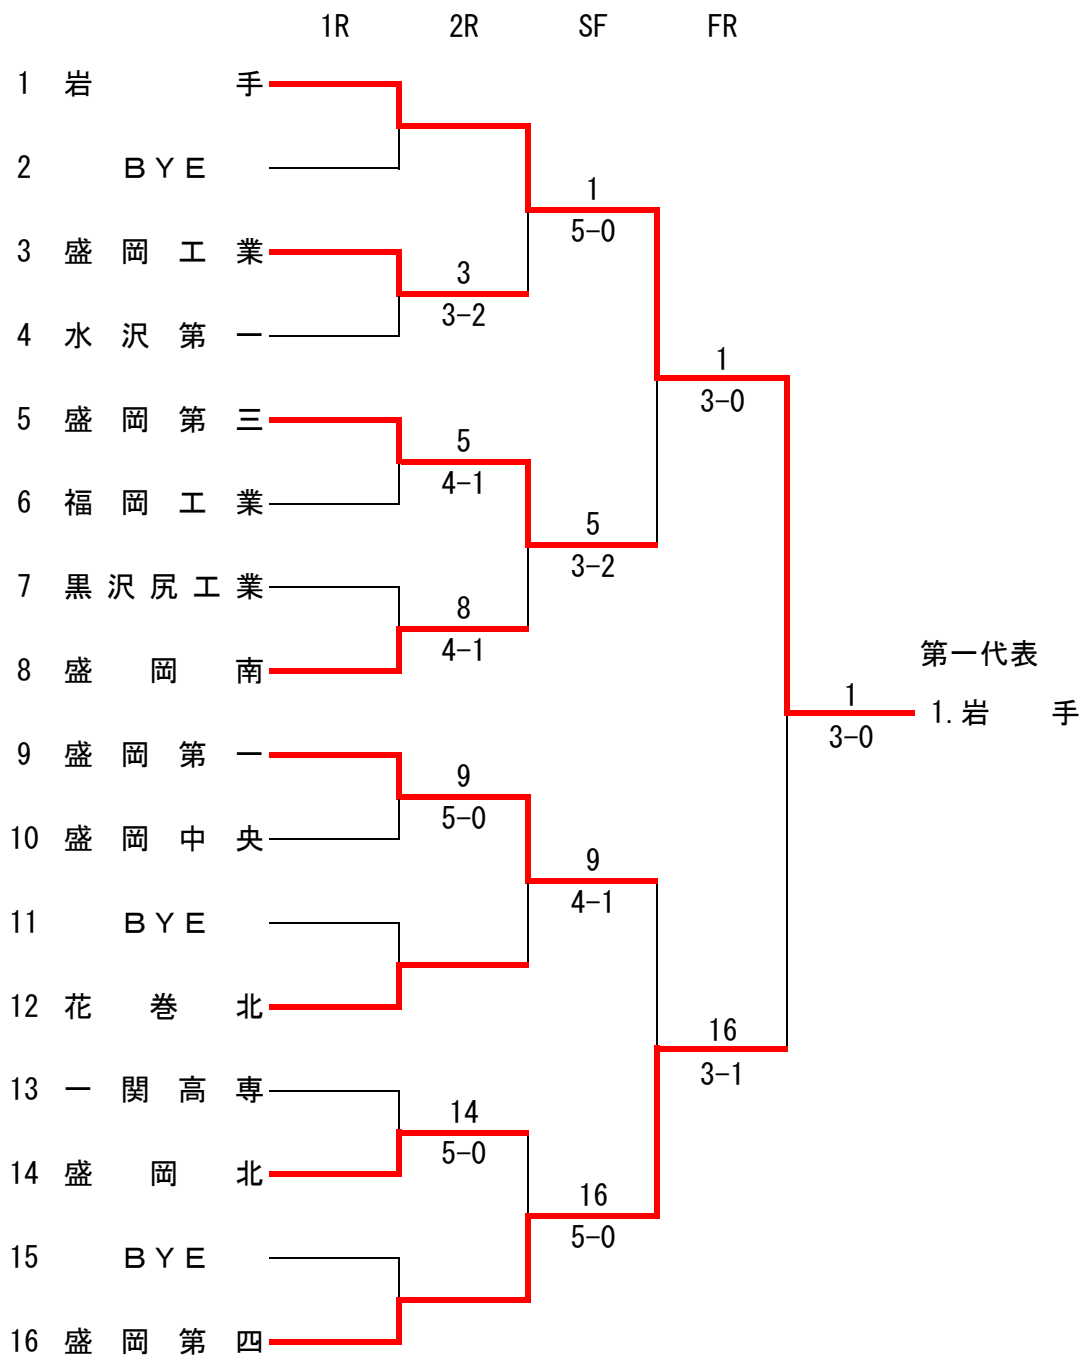 1R 2R SF FR
1 岩 手
2 ＢＹＥ
1
5-0
3 盛岡工業
3
3-2
4 水沢第一
1
3-0
5 盛岡第三
5
4-1
6 福岡工業
5
3-2
7 黒沢尻工業
8
4-1
8 盛岡南
第一代表
1
3-0
1.岩 手
9 盛岡第一
9
5-0
10 盛岡中央
9
4-1
11 ＢＹＥ
12 花巻北
16
3-1
13 一関高専
14
5-0
14 盛岡北
16
5-0
15 ＢＹＥ
16 盛岡第四